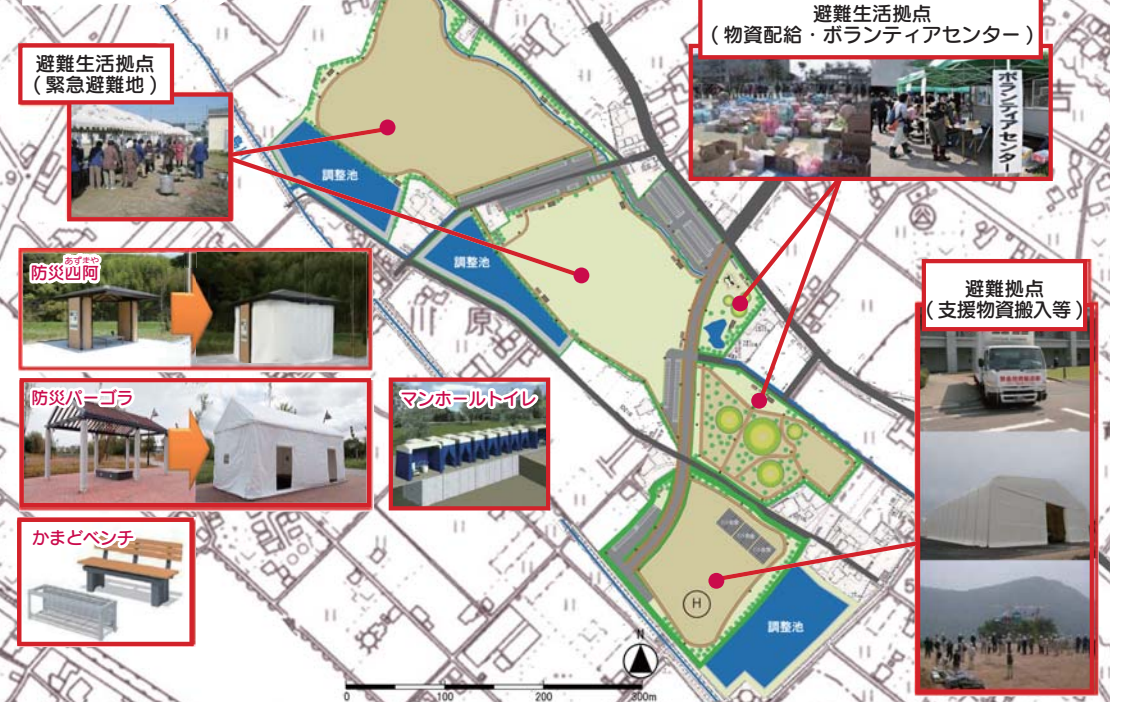 避難生活拠点
(緊急避難地)
避難生活拠点
(物資配給・ボランティアセンター)
ボランティアセンター
調整池
調整池
吉
公
川原
防災四阿
あずまや
避難拠点
(支援物資搬入等)
防災パーゴラ
マンホールトイレ
かまどベンチ
H
調整池
N
0 100 200 300m